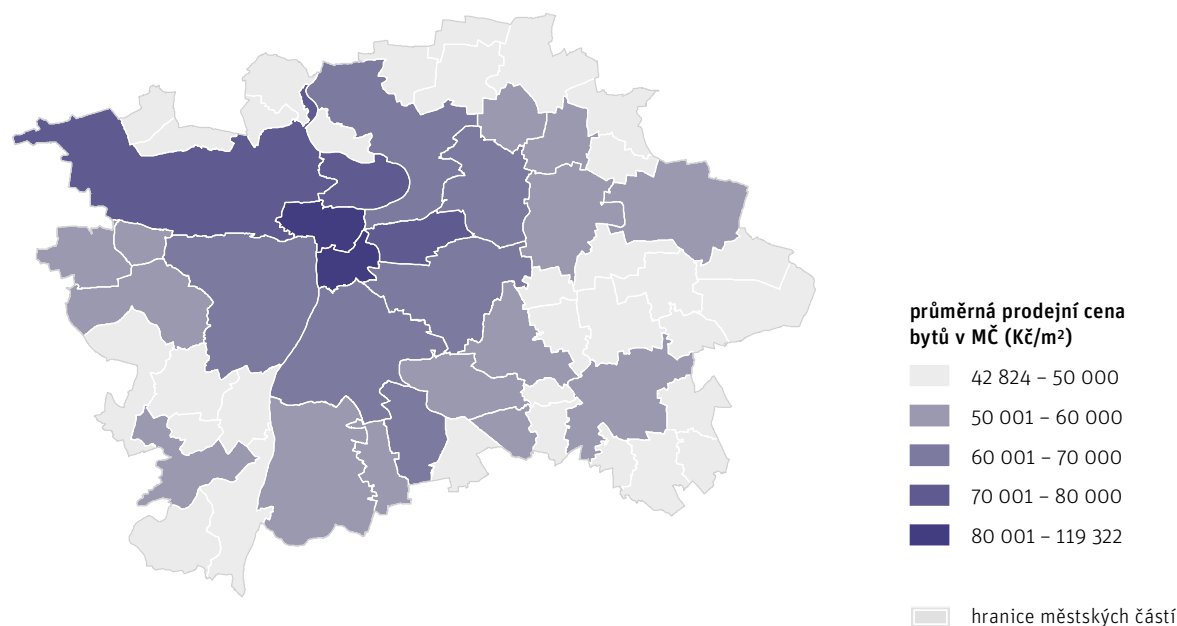 průměrná prodejní cena
bytů v MČ (Kč/m²)
42 824 – 50 000
50 001 – 60 000
60 001 – 70 000
70 001 – 80 000
80 001 – 119 322
hranice městských částí